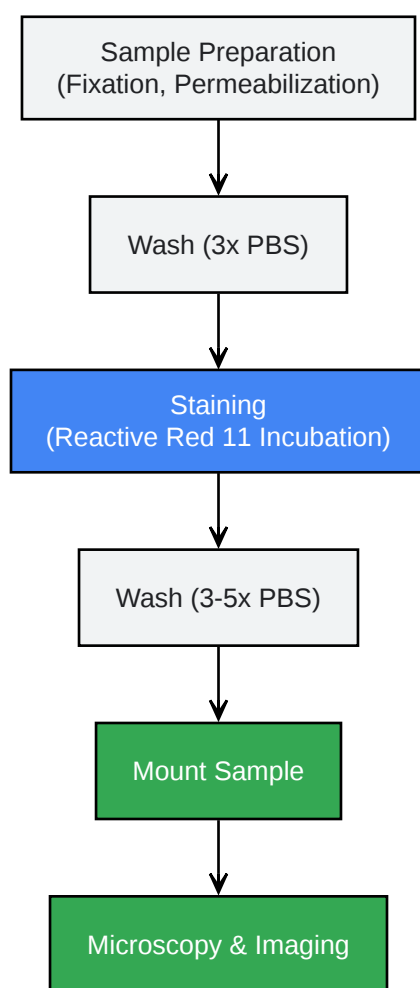 Sample Preparation
(Fixation, Permeabilization)
Wash (3x PBS)
Staining
(Reactive Red 11 Incubation)
Wash (3-5x PBS)
Mount Sample
Microscopy & Imaging